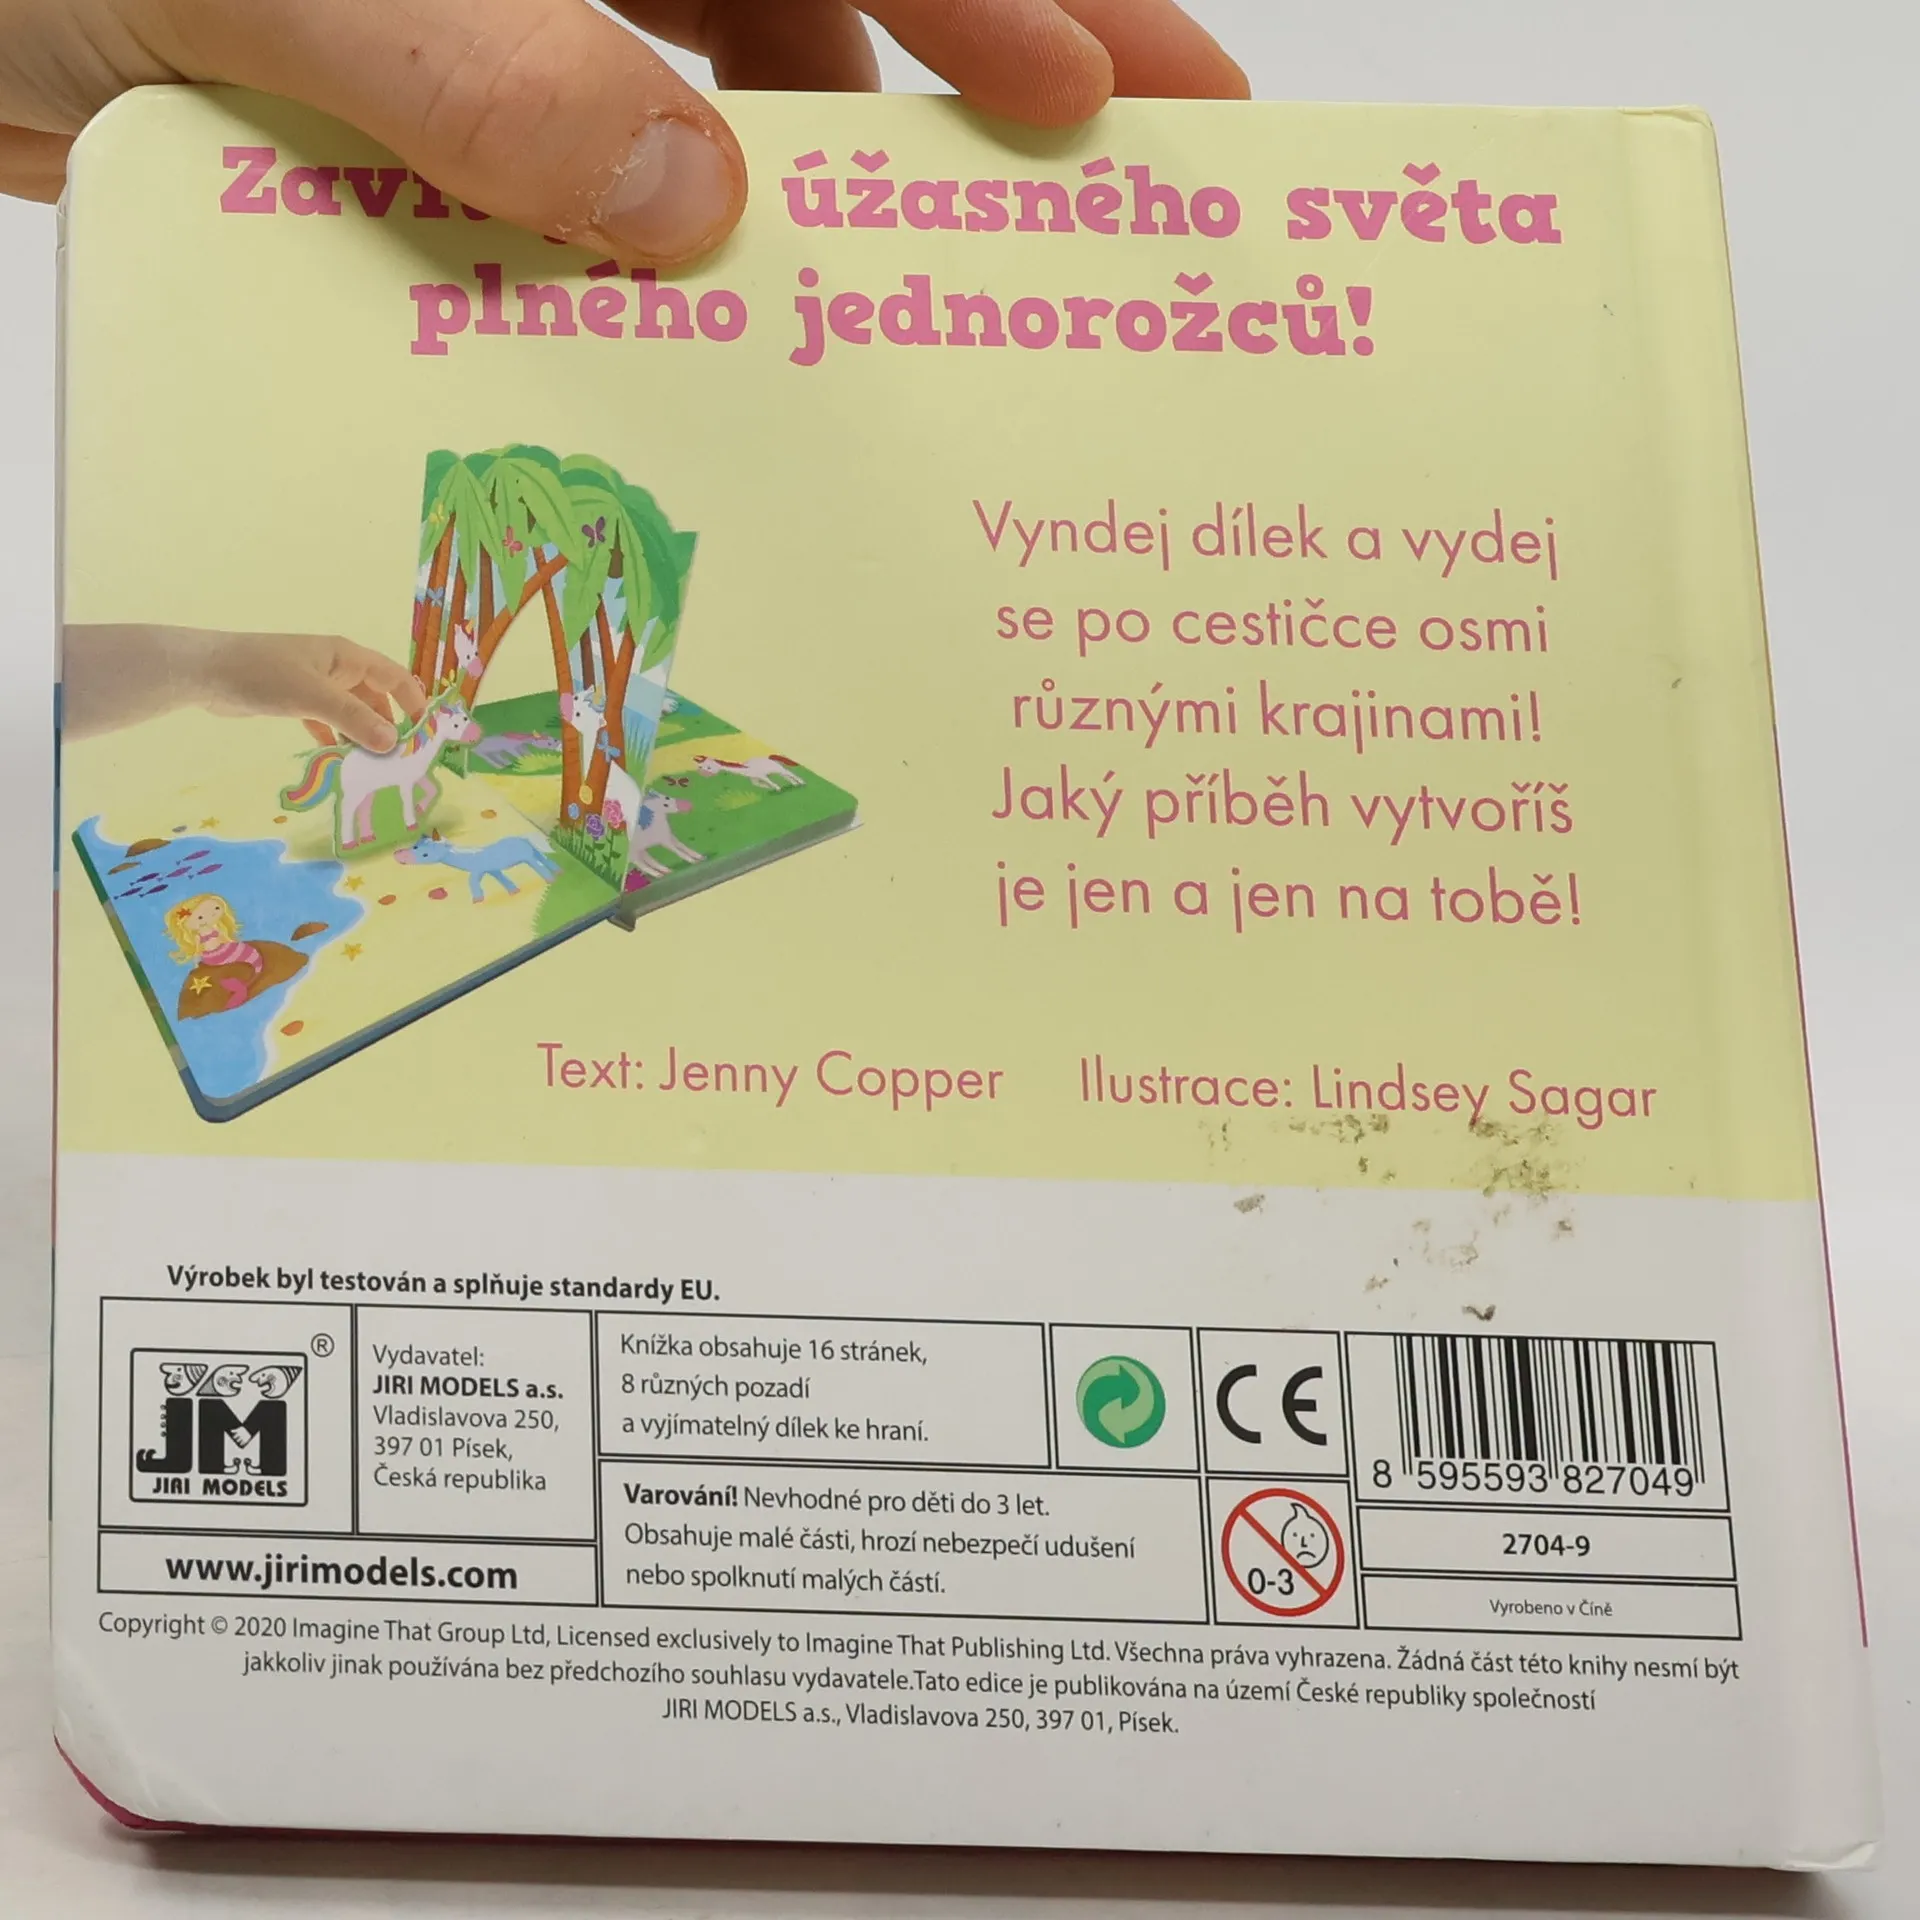 úžasného světa
plného jednorožců!
Vyndej dílek a vydej
se po cestičce osmi
různými krajinami!
Jaký příběh vytvoříš
je jen a jen na tobě!
Text: Jenny Copper Ilustrace: Lindsey Sagar
Výrobek byl testován a splňuje standardy EU.
®
JM
JIRI MODELS
Vydavatel:
JIRI MODELS a.s.
Vladislavova 250,
397 01 Písek,
Česká republika
www.jirimodels.com
Knížka obsahuje 16 stránek,
8 různých pozadí
a vyjímatelný dílek ke hraní.
Varování! Nevhodné pro děti do 3 let.
Obsahuje malé části, hrozí nebezpečí udušení
nebo spolknutí malých částí.
CE
0-3
8 595593 827049
2704-9
Vyrobeno v Číně
Copyright © 2020 Imagine That Group Ltd, Licensed exclusively to Imagine That Publishing Ltd. Všechna práva vyhrazena. Žádná část této knihy nesmí být
jakkoliv jinak používána bez předchozího souhlasu vydavatele.Tato edice je publikována na území České republiky společností
JIRI MODELS a.s., Vladislavova 250, 397 01, Písek.